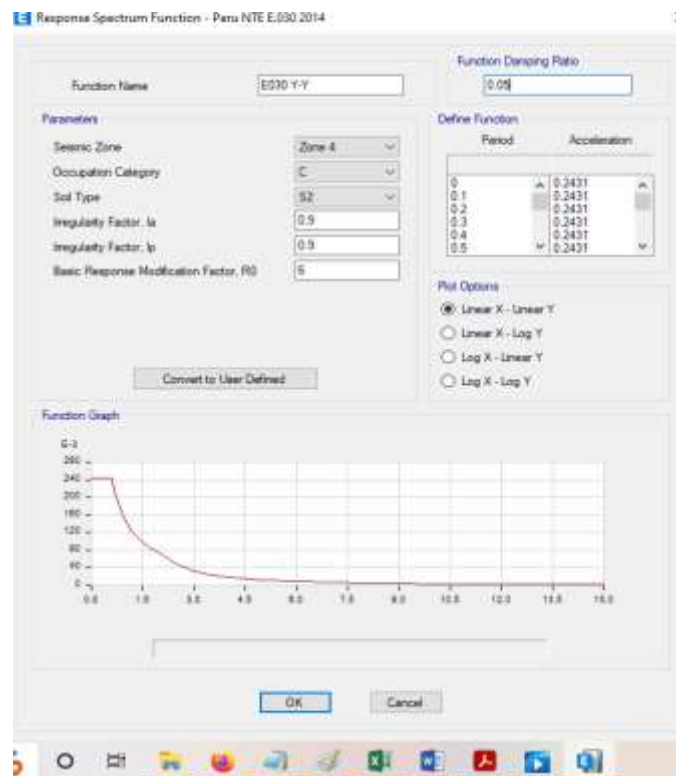 Response Spectrum Function - Peru NTE E.030 2014
Function Name
E030 Y-Y
Function Damping Ratio
0.05
Parameters
Seismic Zone
Zone 4
Occupation Category
C
Soil Type
S2
Irregularity Factor, Ia
0.9
Irregularity Factor, Ip
0.9
Basic Response Modification Factor, R0
6
Convert to User Defined
Define Function
Period Acceleration
0 0.2431
0.1 0.2431
0.2 0.2431
0.3 0.2431
0.4 0.2431
0.5 0.2431
Plot Options
Linear X - Linear Y
Linear X - Log Y
Log X - Linear Y
Log X - Log Y
Function Graph
E-3
280
240
200
160
120
80
40
0
0.0 1.5 3.0 4.5 6.0 7.5 9.0 10.5 12.0 13.5 15.0
OK Cancel